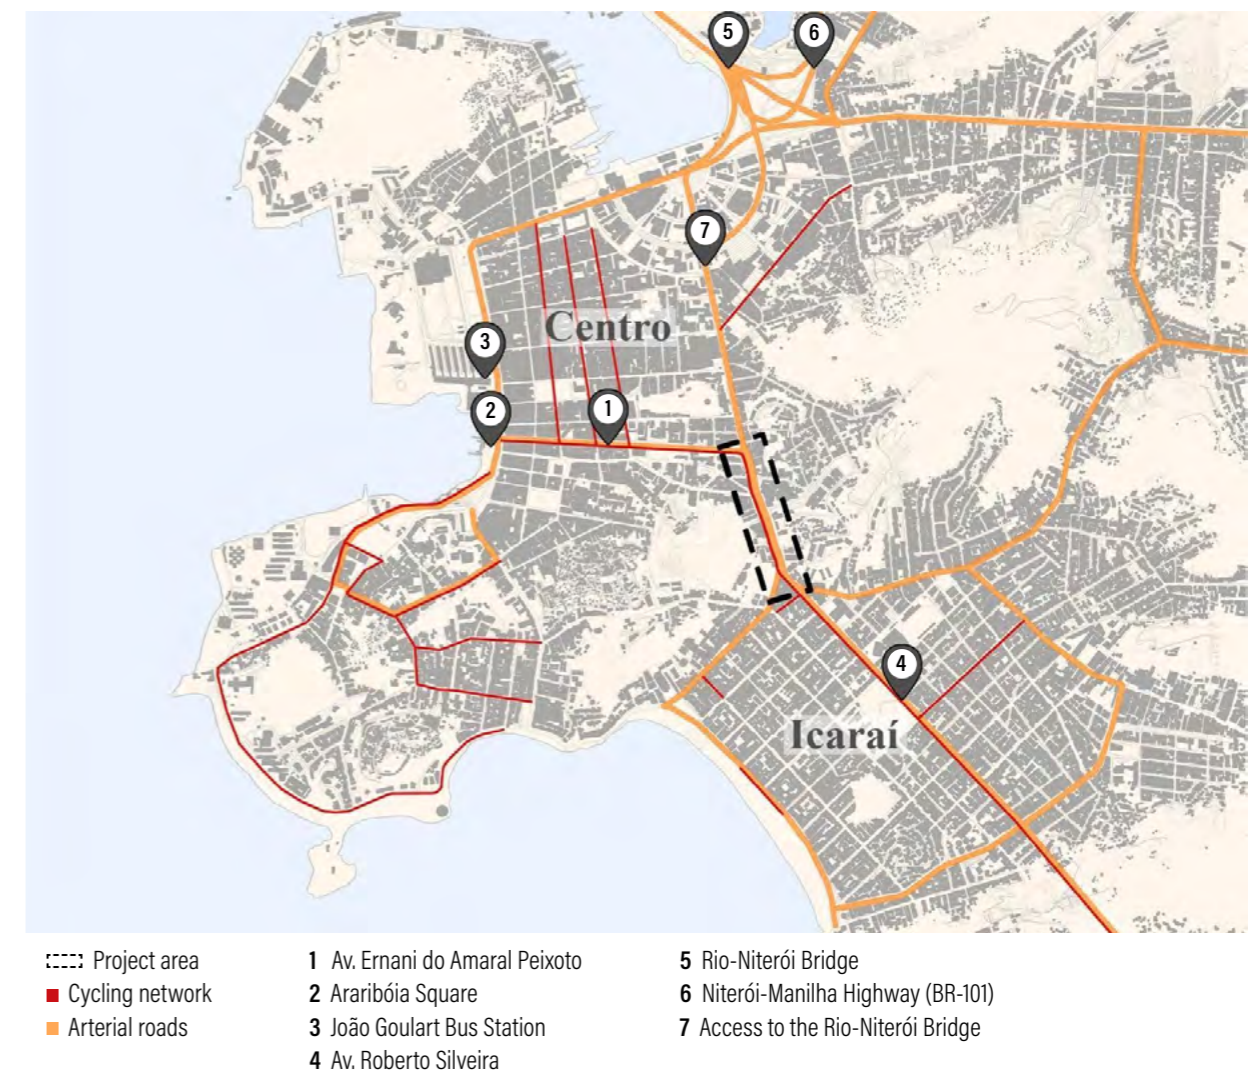 5
6
7
Centro
3
2
1
4
Icaraí
Project area
Cycling network
Arterial roads
1 Av. Ernani do Amaral Peixoto
2 Araribóia Square
3 João Goulart Bus Station
4 Av. Roberto Silveira
5 Rio-Niterói Bridge
6 Niterói-Manilha Highway (BR-101)
7 Access to the Rio-Niterói Bridge